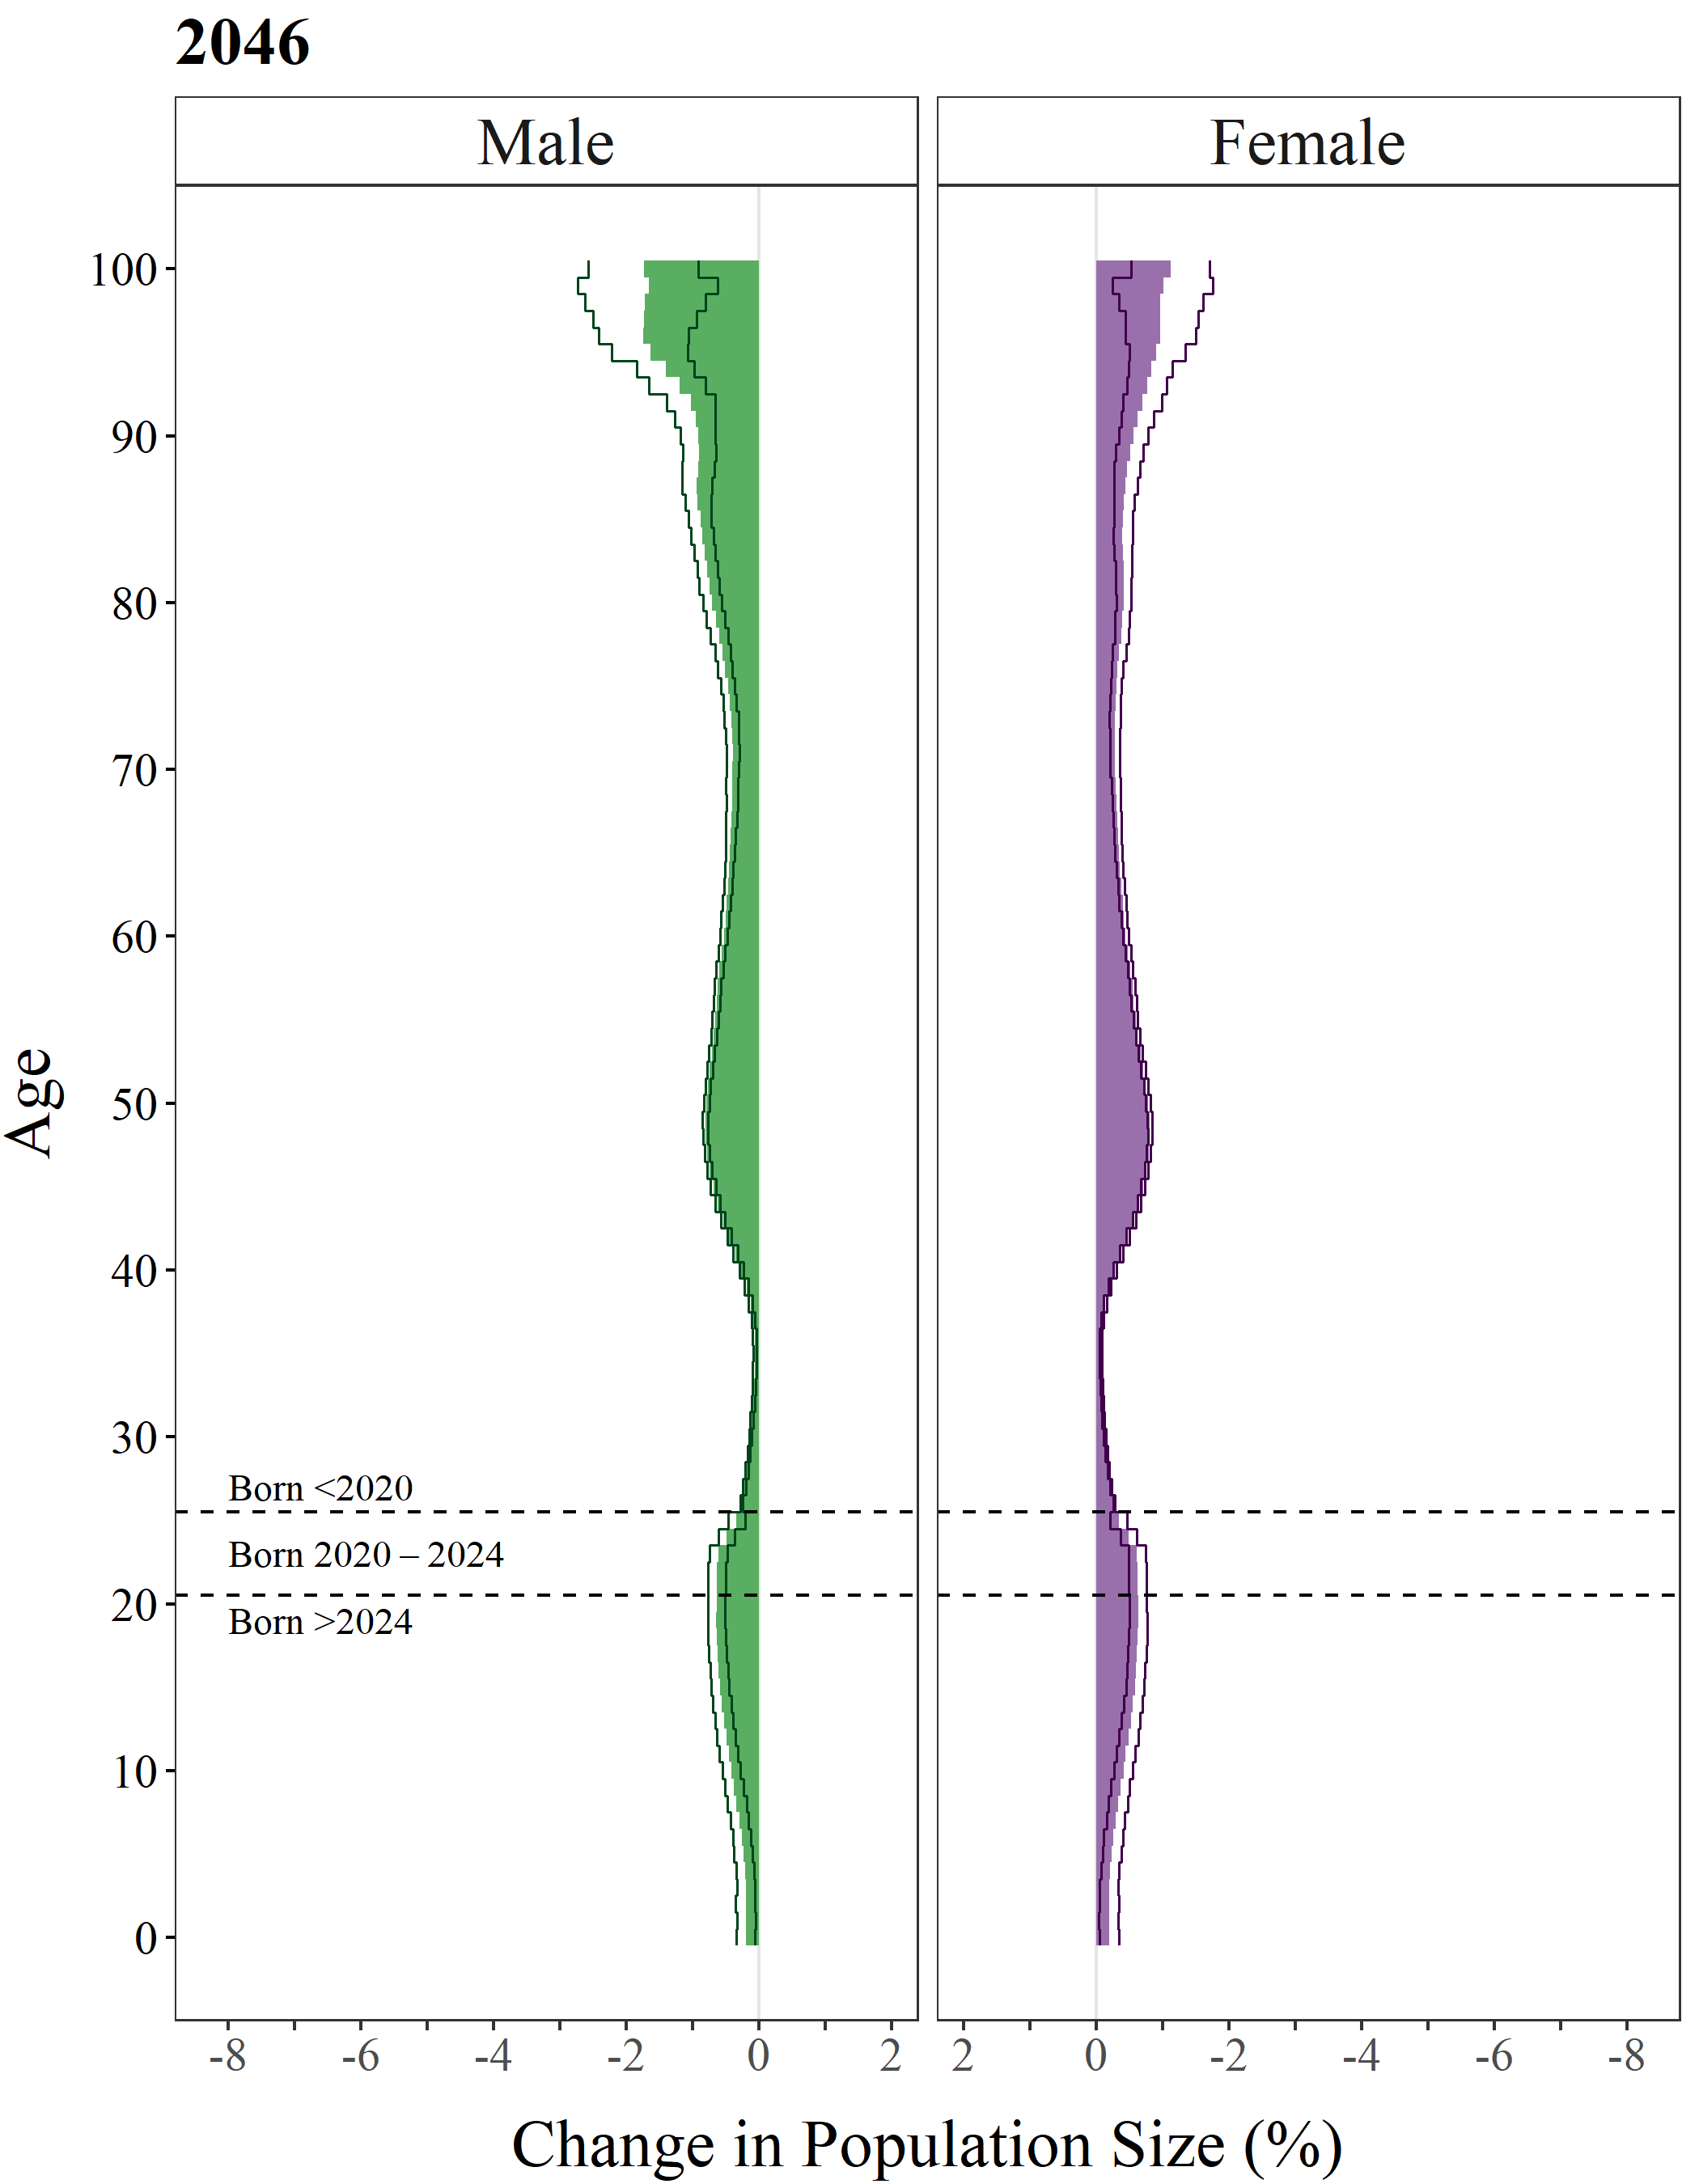 2046
Male
Female
100
90
80
70
60
50
40
30
20
10
0
Age
Born <2020
Born 2020 – 2024
Born >2024
-8 -6 -4 -2 0 2
2 0 -2 -4 -6 -8
Change in Population Size (%)